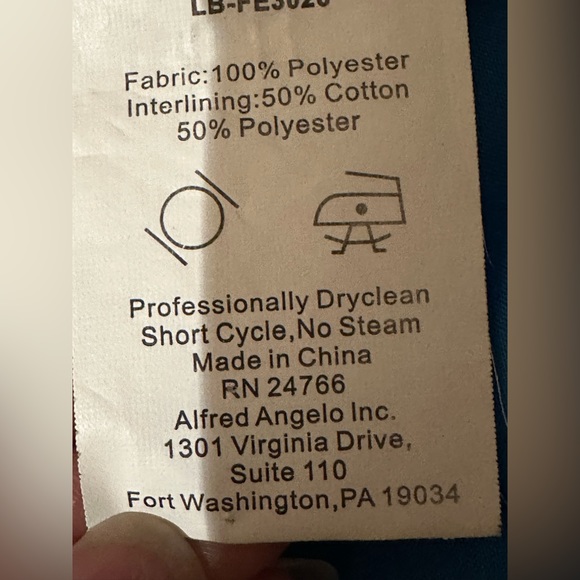 Fabric:100% Polyester
Interlining:50% Cotton
50% Polyester
Professionally Dryclean
Short Cycle,No Steam
Made in China
RN 24766
Alfred Angelo Inc.
1301 Virginia Drive,
Suite 110
Fort Washington,PA 19034